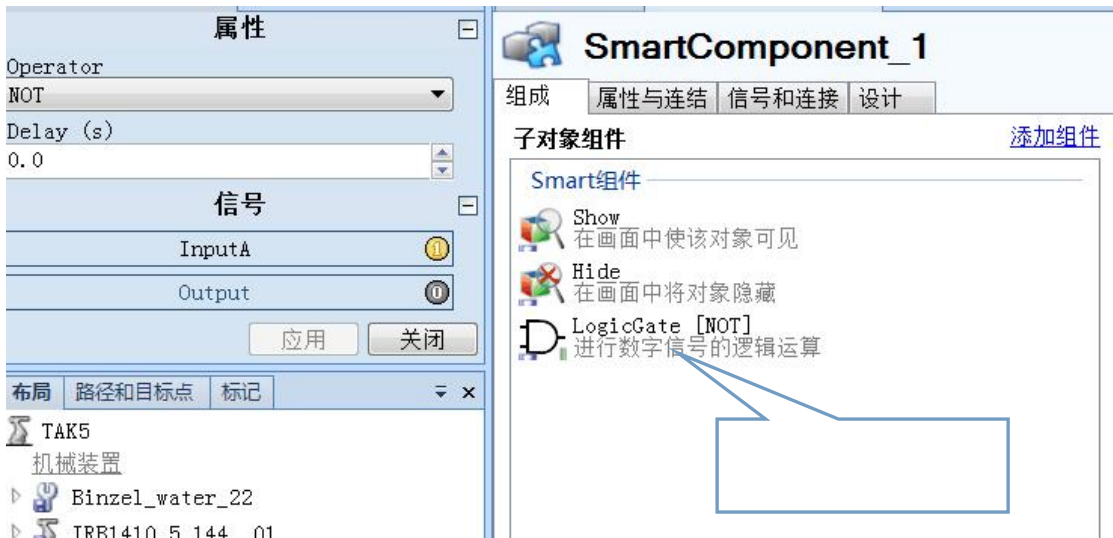 属性
Operator
NOT
Delay (s)
0.0
信号
InputA 1
Output 0
应用 关闭
布局 路径和目标点 标记
TAK5
机械装置
Binzel_water_22
SmartComponent_1
组成 属性与连结 信号和连接 设计
子对象组件 添加组件
Smart组件
Show
在画面中使该对象可见
Hide
在画面中将对象隐藏
LogicGate [NOT]
进行数字信号的逻辑运算